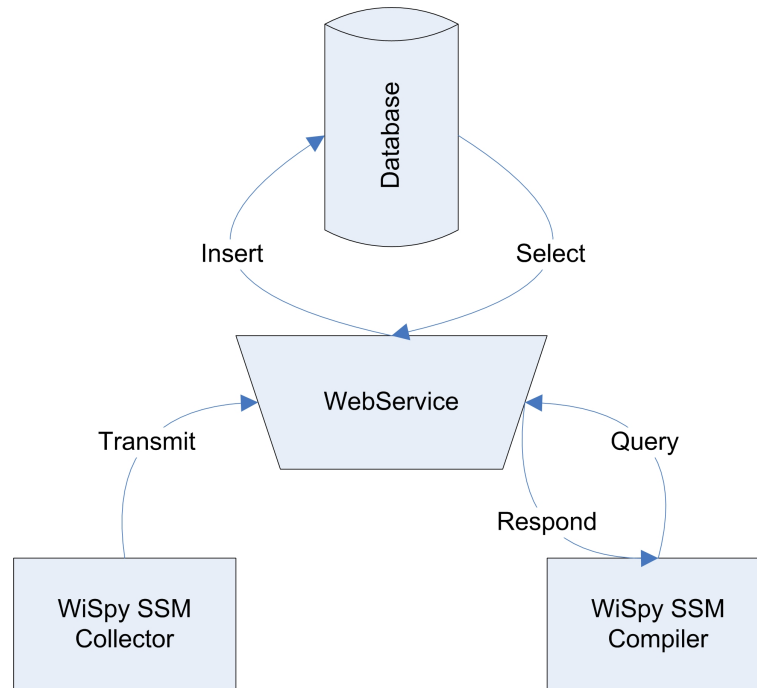 Database
Insert
Select
WebService
Transmit
Query
Respond
WiSpy SSM
Collector
WiSpy SSM
Compiler